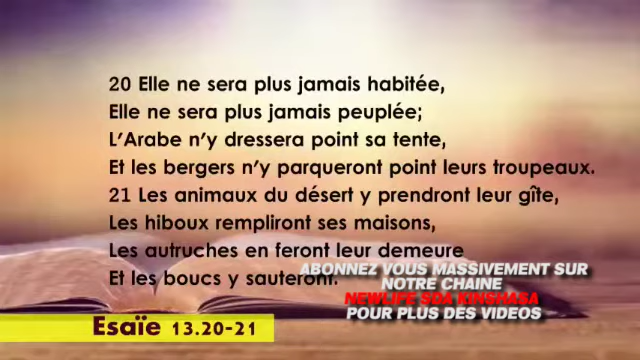 20 Elle ne sera plus jamais habitée,
Elle ne sera plus jamais peuplée;
L'Arabe n'y dressera point sa tente,
Et les bergers n'y parqueront point leurs troupeaux.
21 Les animaux du désert y prendront leur gîte,
Les hiboux rempliront ses maisons,
Les autruches en feront leur demeure
Et les boucs y sauteront.
ABONNEZ VOUS MASSIVEMENT SUR
NOTRE CHAINE
NEWLIFE SDA KINSHASA
POUR PLUS DES VIDEOS
Esaïe 13.20-21